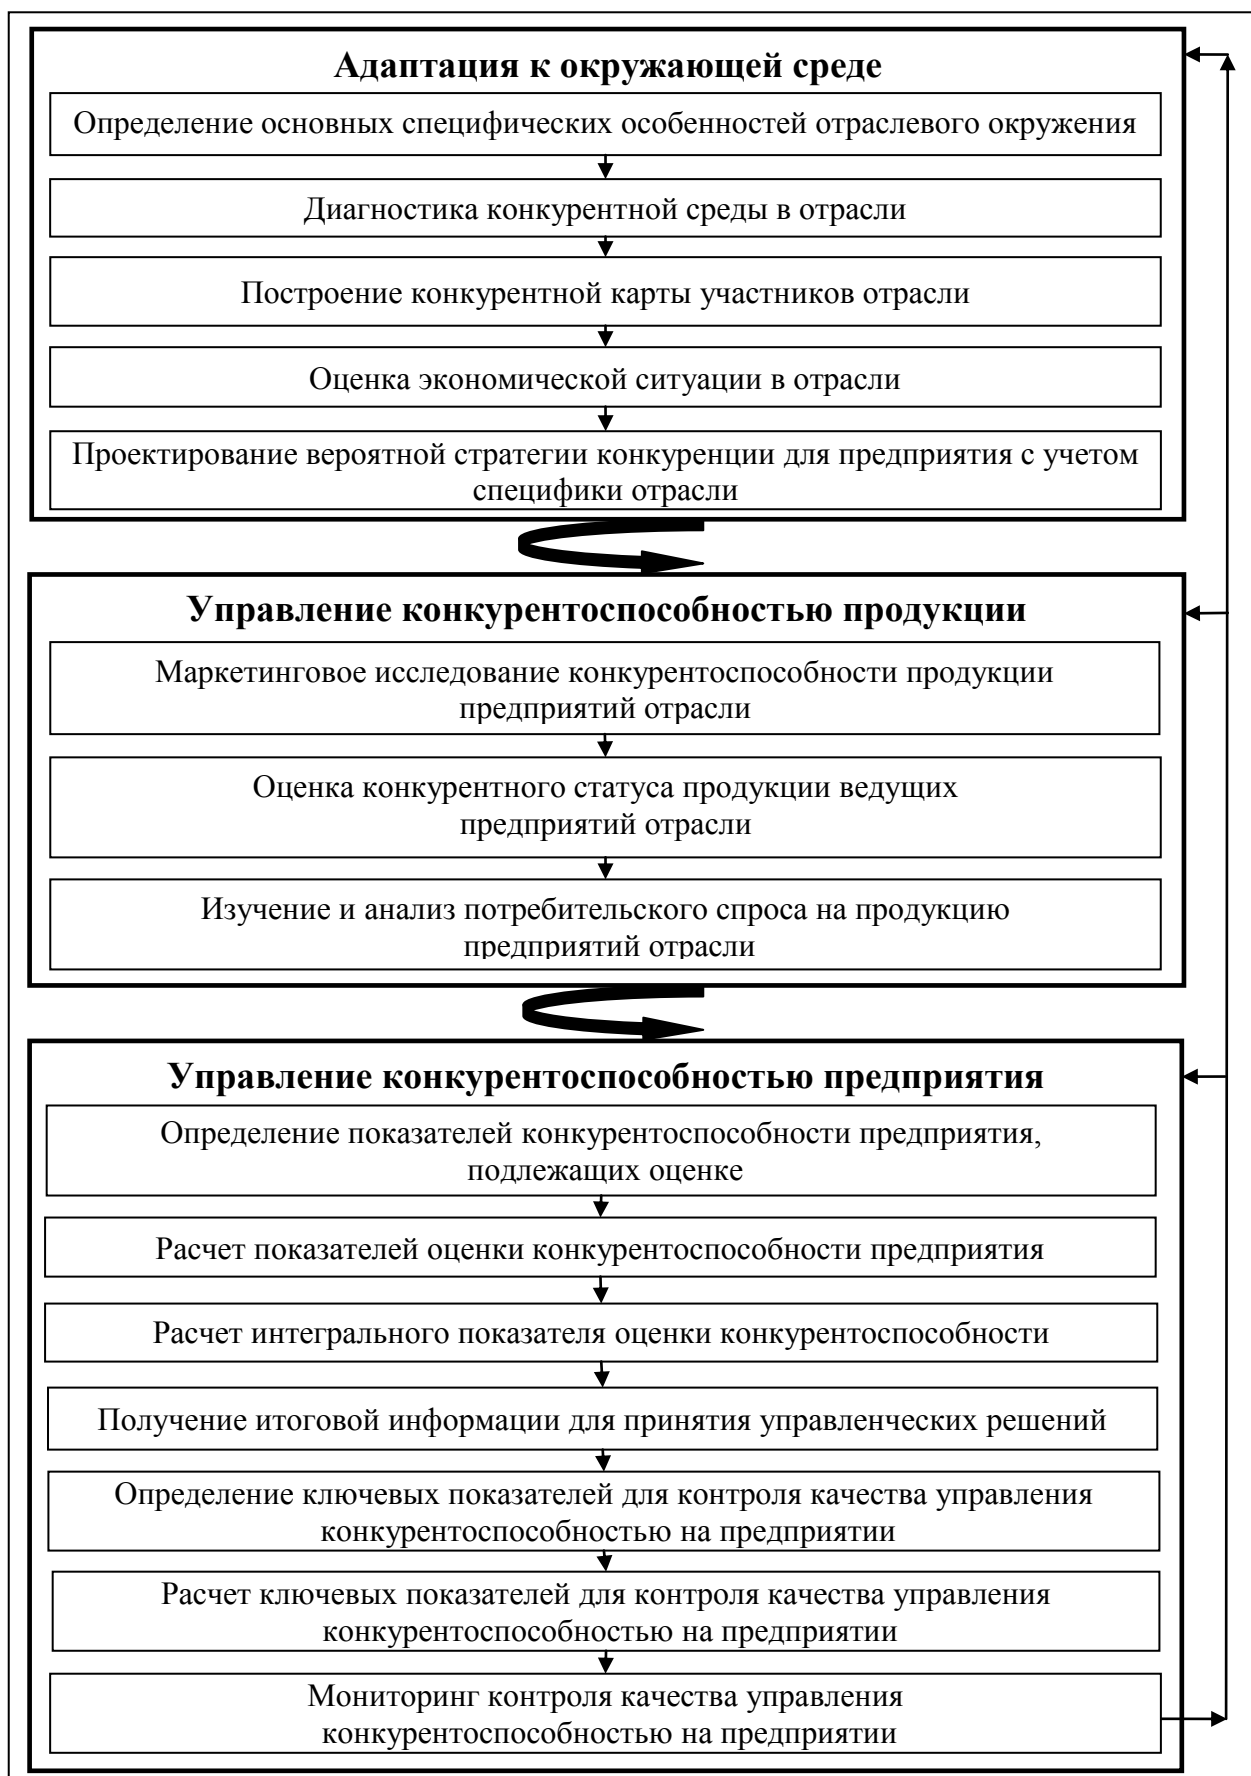 Адаптация к окружающей среде
Определение основных специфических особенностей отраслевого окружения
Диагностика конкурентной среды в отрасли
Построение конкурентной карты участников отрасли
Оценка экономической ситуации в отрасли
Проектирование вероятной стратегии конкуренции для предприятия с учетом
специфики отрасли
Управление конкурентоспособностью продукции
Маркетинговое исследование конкурентоспособности продукции
предприятий отрасли
Оценка конкурентного статуса продукции ведущих
предприятий отрасли
Изучение и анализ потребительского спроса на продукцию
предприятий отрасли
Управление конкурентоспособностью предприятия
Определение показателей конкурентоспособности предприятия,
подлежащих оценке
Расчет показателей оценки конкурентоспособности предприятия
Расчет интегрального показателя оценки конкурентоспособности
Получение итоговой информации для принятия управленческих решений
Определение ключевых показателей для контроля качества управления
конкурентоспособностью на предприятии
Расчет ключевых показателей для контроля качества управления
конкурентоспособностью на предприятии
Мониторинг контроля качества управления
конкурентоспособностью на предприятии